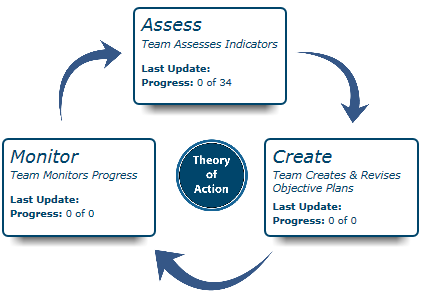 Assess
Team Assesses Indicators
Last Update:
Progress: 0 of 34
Monitor
Team Monitors Progress
Last Update:
Progress: 0 of 0
Theory
of
Action
Create
Team Creates & Revises
Objective Plans
Last Update:
Progress: 0 of 0